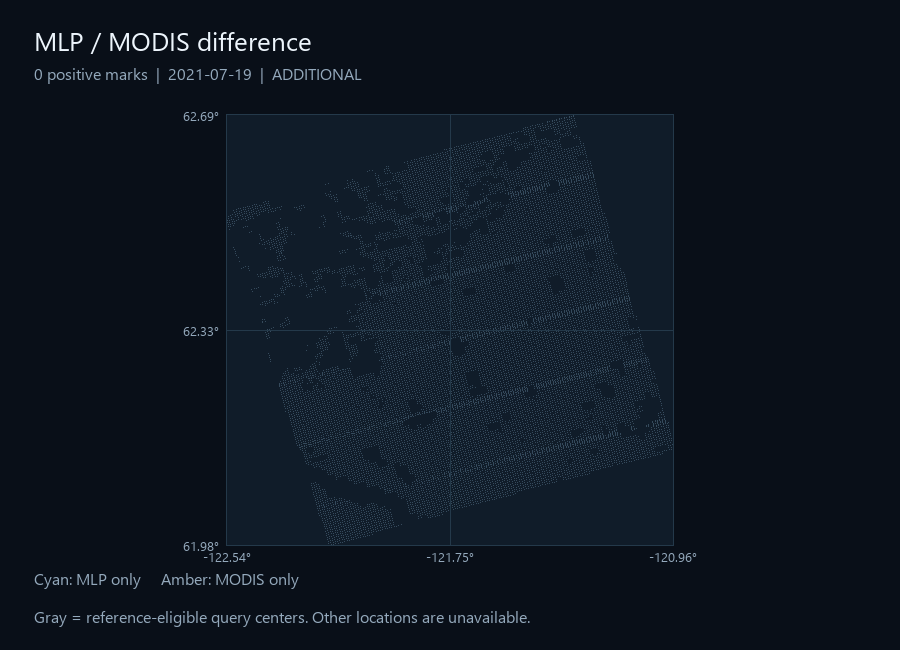 MLP / MODIS difference
0 positive marks | 2021-07-19 | ADDITIONAL
62.69°
62.33°
61.98°
-122.54°
-121.75°
-120.96°
Cyan: MLP only     Amber: MODIS only
Gray = reference-eligible query centers. Other locations are unavailable.